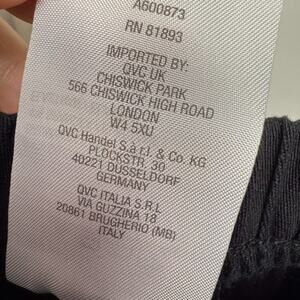 A600873
RN 81893
IMPORTED BY:
QVC UK
CHISWICK PARK
566 CHISWICK HIGH ROAD
LONDON
W4 5XU
QVC Handel S.à r.l. & Co. KG
PLOCKSTR. 30
40221 DÜSSELDORF
GERMANY
QVC ITALIA S.R.L
VIA GUZZINA 18
20861 BRUGHERIO (MB)
ITALY